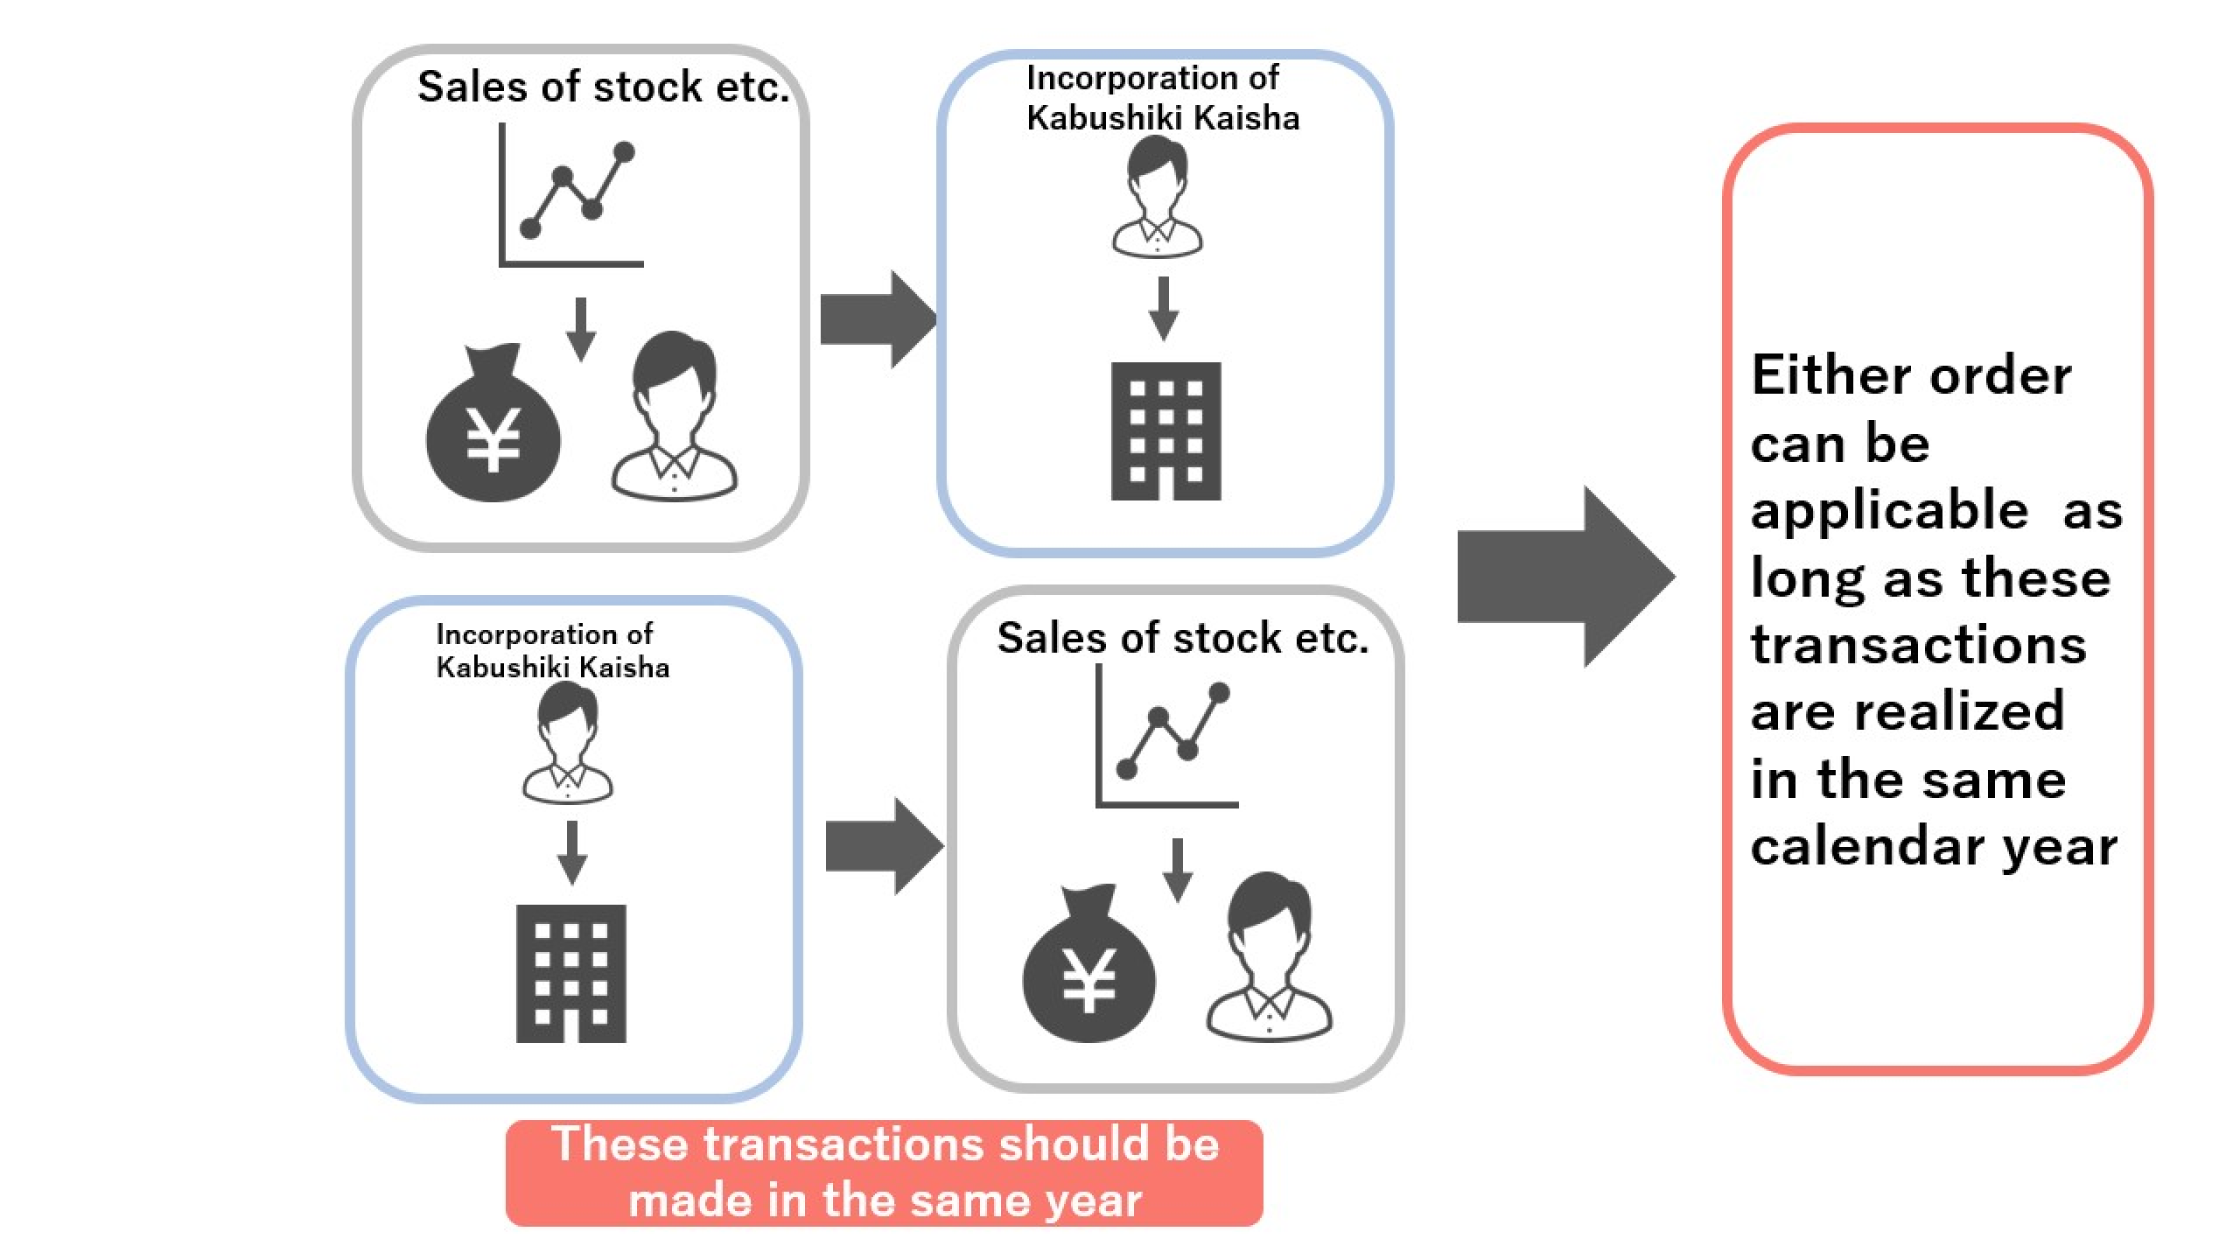 Sales of stock etc.
Incorporation of
Kabushiki Kaisha
¥
Incorporation of
Kabushiki Kaisha
Sales of stock etc.
¥
These transactions should be
made in the same year
Either order
can be
applicable  as
long as these
transactions
are realized
in the same
calendar year